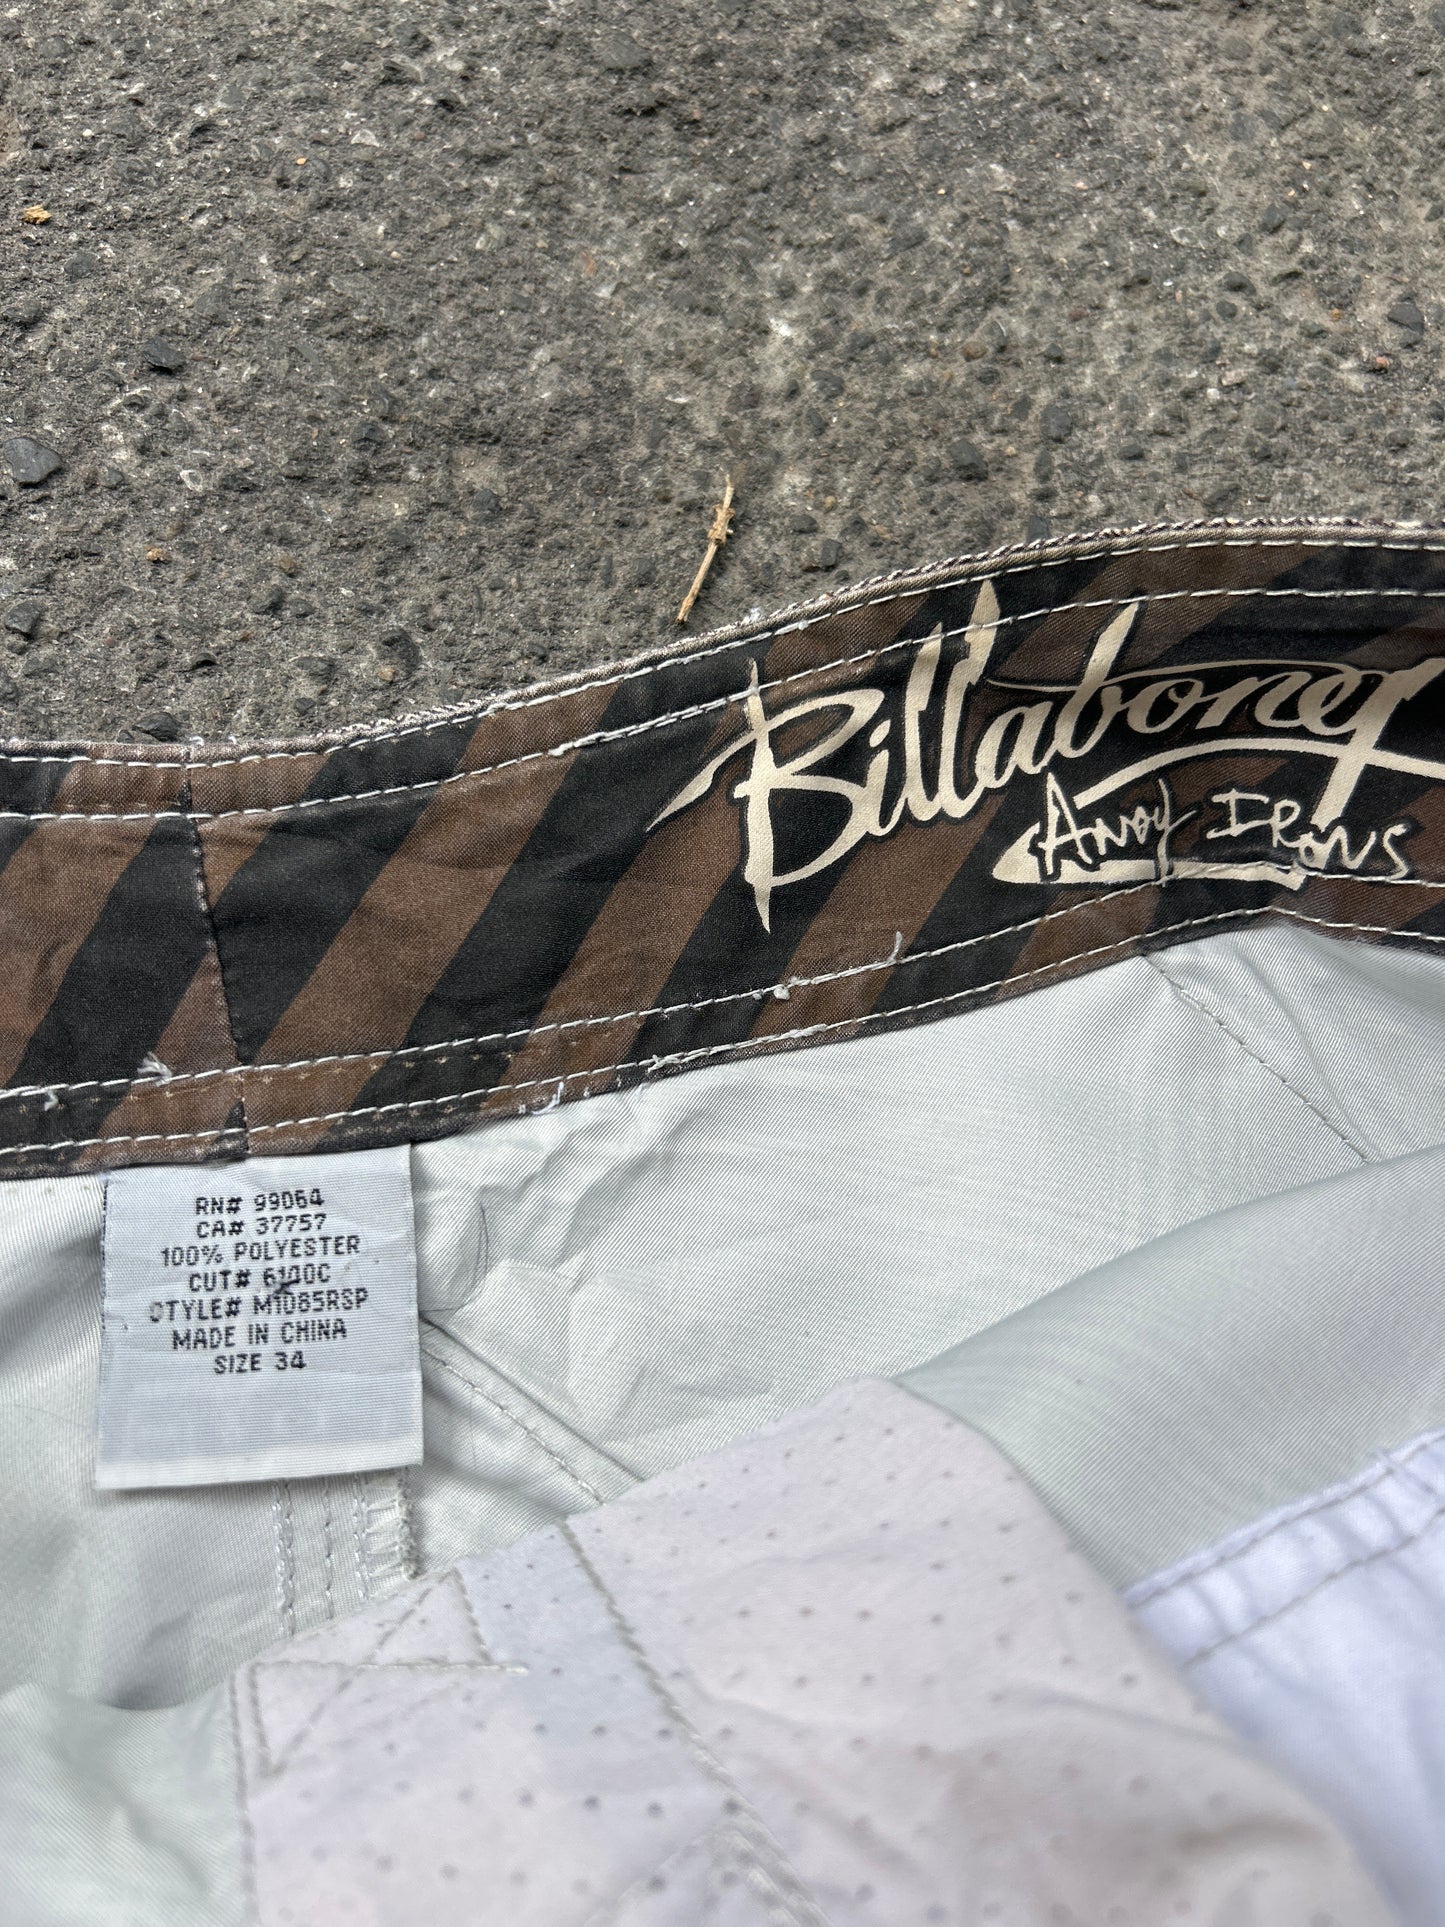 Billabong
ANDY IRONS
RN# 99064
CA# 37757
100% POLYESTER
CUT# 6100C
STYLE# M1085RSP
MADE IN CHINA
SIZE 34